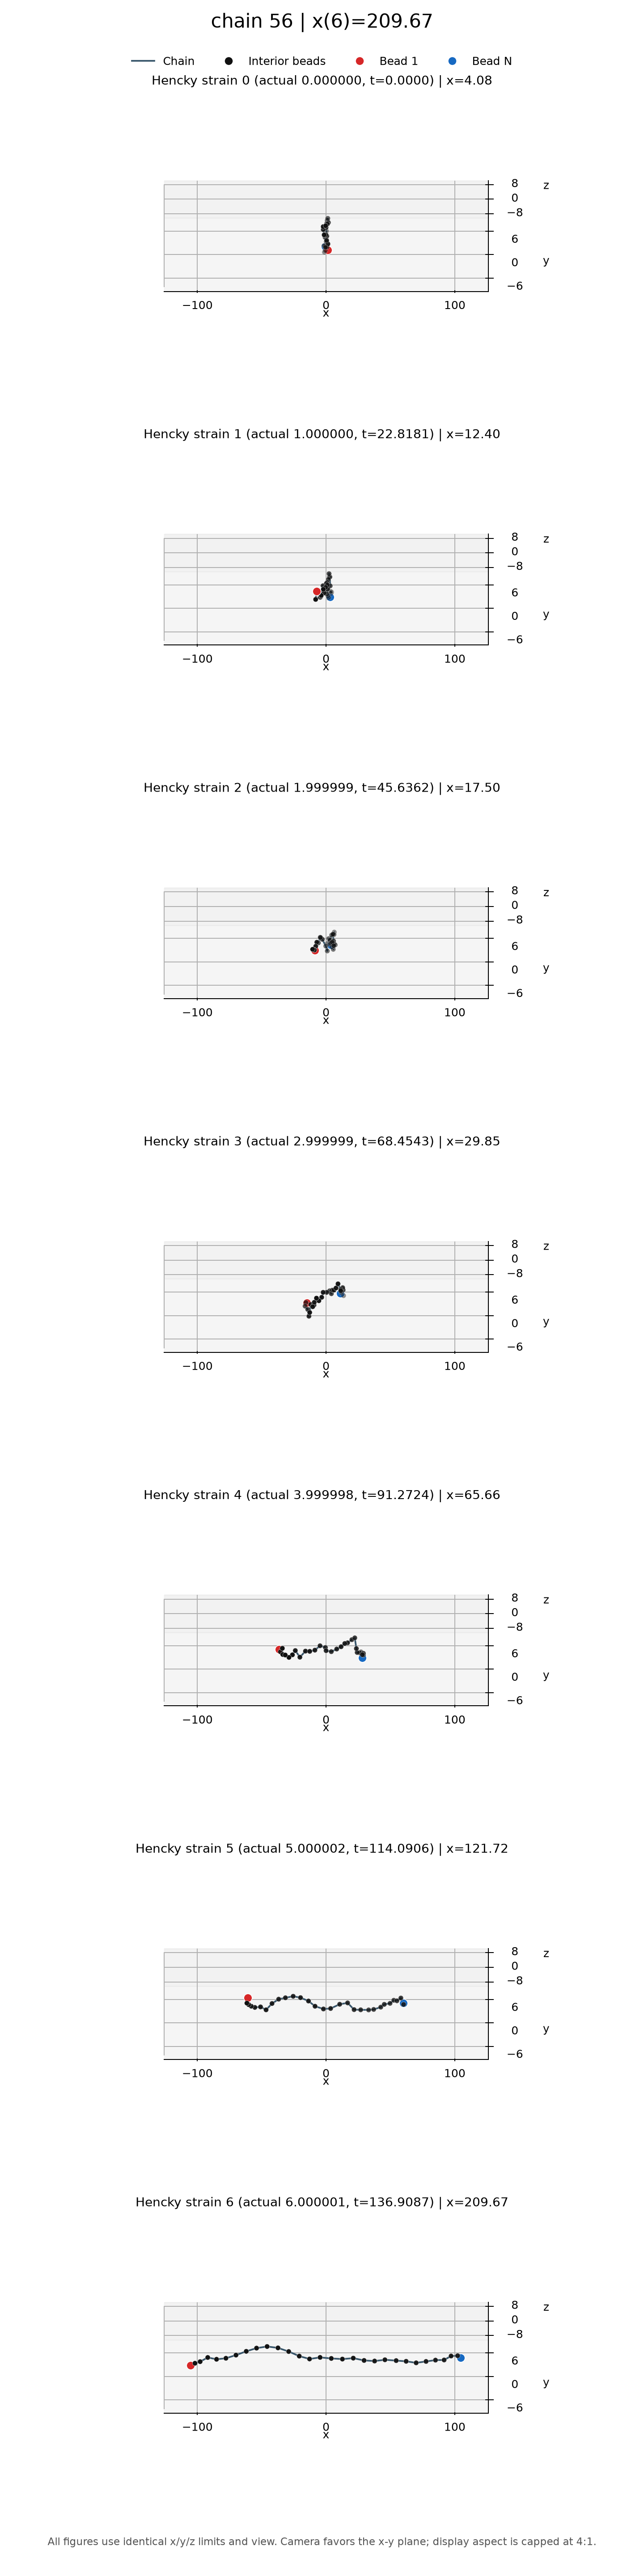 chain 56 | x(6)=209.67
Chain Interior beads Bead 1 Bead N
Hencky strain 0 (actual 0.000000, t=0.0000) | x=4.08
8 z
0
−8
6
0 y
−6
−100 0 100
x
Hencky strain 1 (actual 1.000000, t=22.8181) | x=12.40
8 z
0
−8
6
0 y
−6
−100 0 100
x
Hencky strain 2 (actual 1.999999, t=45.6362) | x=17.50
8 z
0
−8
6
0 y
−6
−100 0 100
x
Hencky strain 3 (actual 2.999999, t=68.4543) | x=29.85
8 z
0
−8
6
0 y
−6
−100 0 100
x
Hencky strain 4 (actual 3.999998, t=91.2724) | x=65.66
8 z
0
−8
6
0 y
−6
−100 0 100
x
Hencky strain 5 (actual 5.000002, t=114.0906) | x=121.72
8 z
0
−8
6
0 y
−6
−100 0 100
x
Hencky strain 6 (actual 6.000001, t=136.9087) | x=209.67
8 z
0
−8
6
0 y
−6
−100 0 100
x
All figures use identical x/y/z limits and view. Camera favors the x-y plane; display aspect is capped at 4:1.